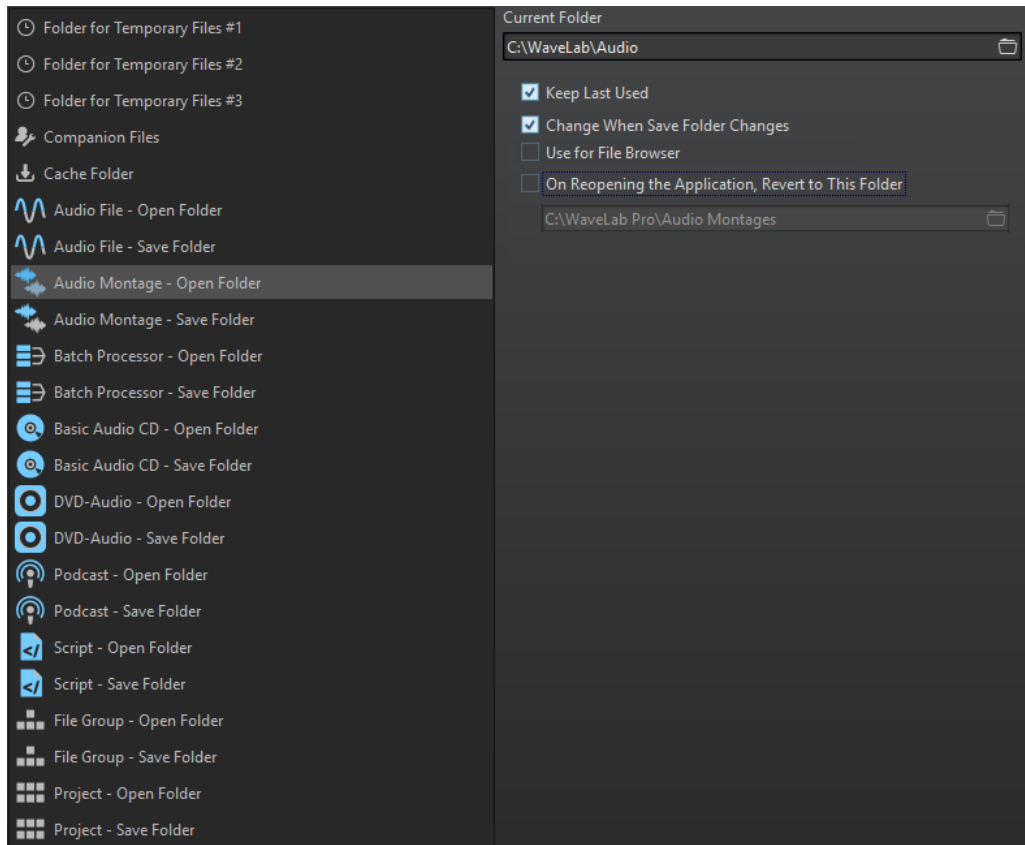 Folder for Temporary Files #1
Folder for Temporary Files #2
Folder for Temporary Files #3
Companion Files
Cache Folder
Audio File - Open Folder
Audio File - Save Folder
Audio Montage - Open Folder
Audio Montage - Save Folder
Batch Processor - Open Folder
Batch Processor - Save Folder
Basic Audio CD - Open Folder
Basic Audio CD - Save Folder
DVD-Audio - Open Folder
DVD-Audio - Save Folder
Podcast - Open Folder
Podcast - Save Folder
Script - Open Folder
Script - Save Folder
File Group - Open Folder
File Group - Save Folder
Project - Open Folder
Project - Save Folder
Current Folder
C:\WaveLab\Audio
Keep Last Used
Change When Save Folder Changes
Use for File Browser
On Reopening the Application, Revert to This Folder
C:\WaveLab Pro\Audio Montages